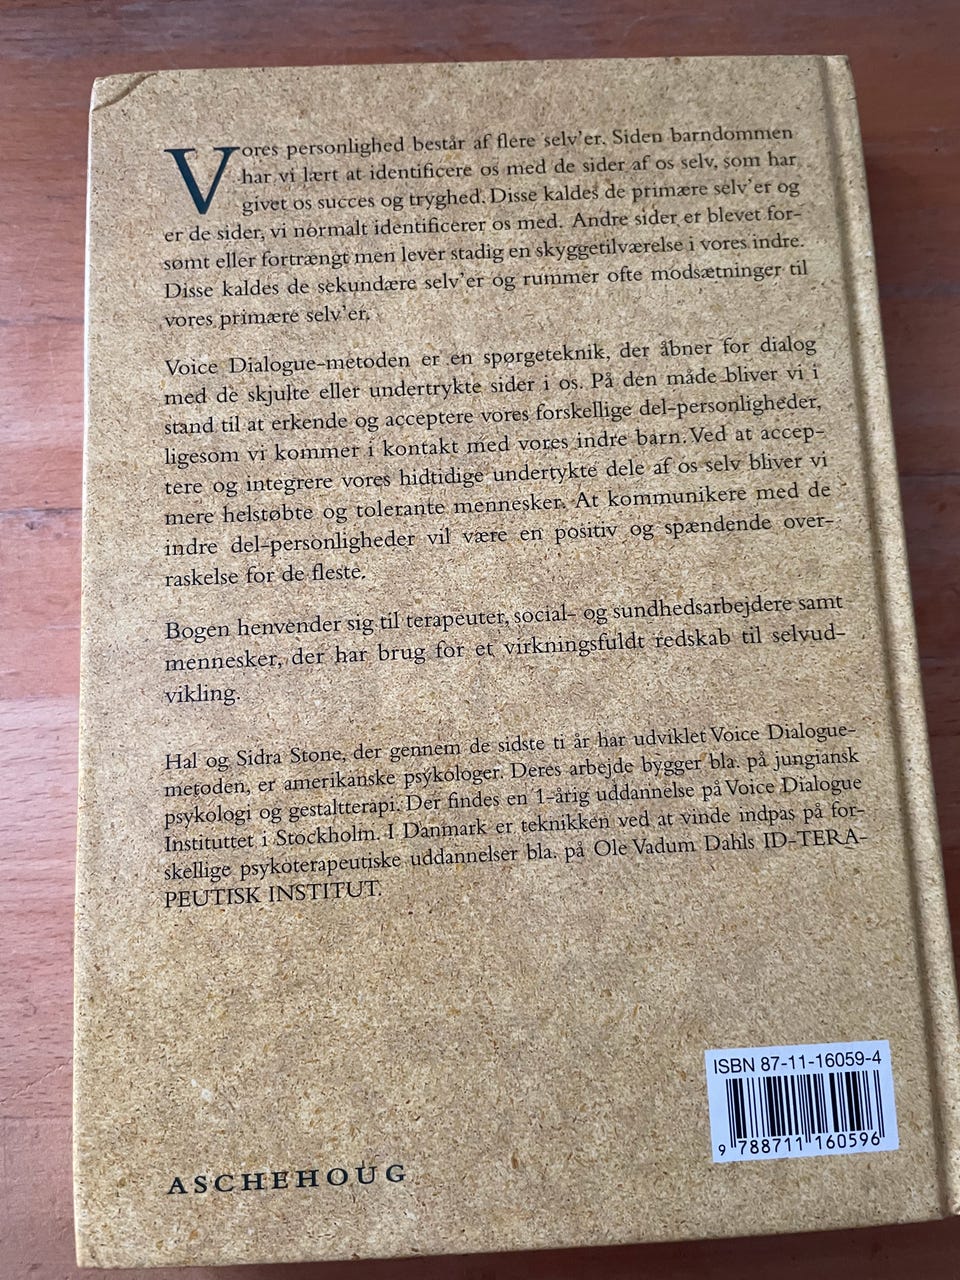 Vores personlighed består af flere selv'er. Siden barndommen
har vi lært at identificere os med de sider af os selv, som har
givet os succes og tryghed. Disse kaldes de primære selv'er og
er de sider, vi normalt identificerer os med. Andre sider er blevet for-
sømt eller fortrængt men lever stadig en skyggetilværelse i vores indre.
Disse kaldes de sekundære selv'er og rummer ofte modsætninger til
vores primære selv'er.
Voice Dialogue-metoden er en spørgeteknik, der åbner for dialog
med de skjulte eller undertrykte sider i os. På den måde bliver vi i
stand til at erkende og acceptere vores forskellige del-personligheder,
ligesom vi kommer i kontakt med vores indre barn. Ved at accep-
tere og integrere vores hidtidige undertykte dele af os selv bliver vi
mere helstøbte og tolerante mennesker. At kommunikere med de
indre del-personligheder vil være en positiv og spændende over-
raskelse for de fleste.
Bogen henvender sig til terapeuter, social- og sundhedsarbejdere samt
mennesker, der har brug for et virkningsfuldt redskab til selvud-
vikling.
Hal og Sidra Stone, der gennem de sidste ti år har udviklet Voice Dialogue-
metoden, er amerikanske psykologer. Deres arbejde bygger bla. på jungiansk
psykologi og gestaltterapi. Der findes en 1-årig uddannelse på Voice Dialogue
Instituttet i Stockholm. I Danmark er teknikken ved at vinde indpas på for-
skellige psykoterapeutiske uddannelser bla. på Ole Vadum Dahls ID-TERA-
PEUTISK INSTITUT.
ISBN 87-11-16059-4
9 788711 160596
ASCHEHOUG